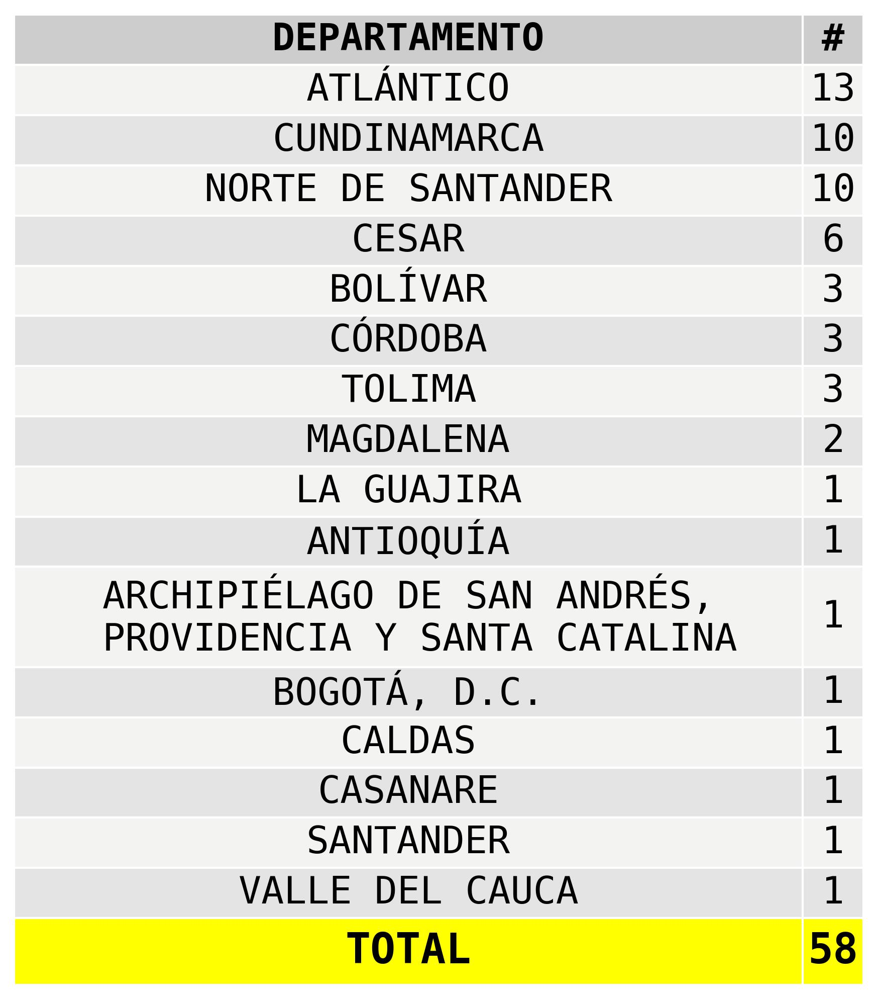 DEPARTAMENTO #
ATLÁNTICO 13
CUNDINAMARCA 10
NORTE DE SANTANDER 10
CESAR 6
BOLÍVAR 3
CÓRDOBA 3
TOLIMA 3
MAGDALENA 2
LA GUAJIRA 1
ANTIOQUÍA 1
ARCHIPIÉLAGO DE SAN ANDRÉS,
PROVIDENCIA Y SANTA CATALINA 1
BOGOTÁ, D.C. 1
CALDAS 1
CASANARE 1
SANTANDER 1
VALLE DEL CAUCA 1
TOTAL 58